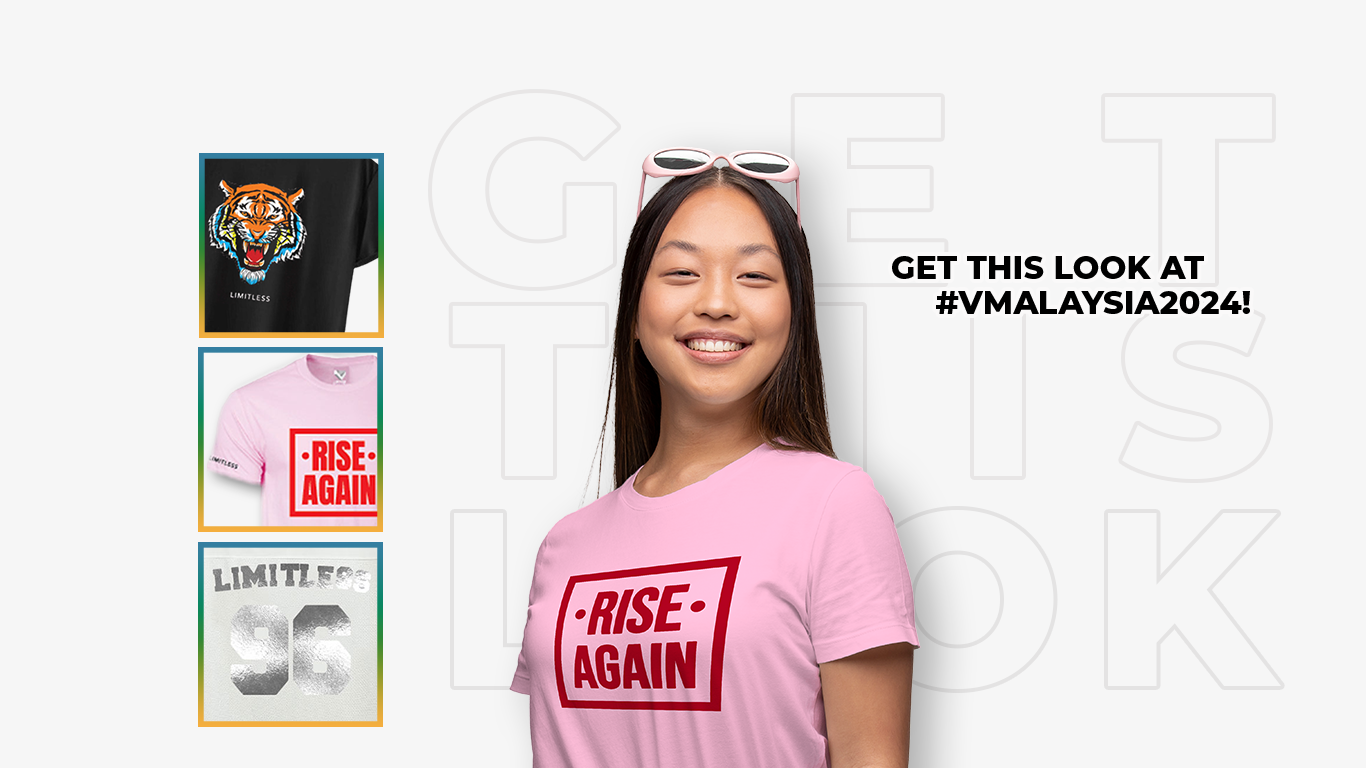 GET
THIS
LOOK
GET THIS LOOK AT
#VMALAYSIA2024!
LIMITLESS
LIMITLESS
·RISE·
AGAIN
LIMITLESS
96
·RISE·
AGAIN